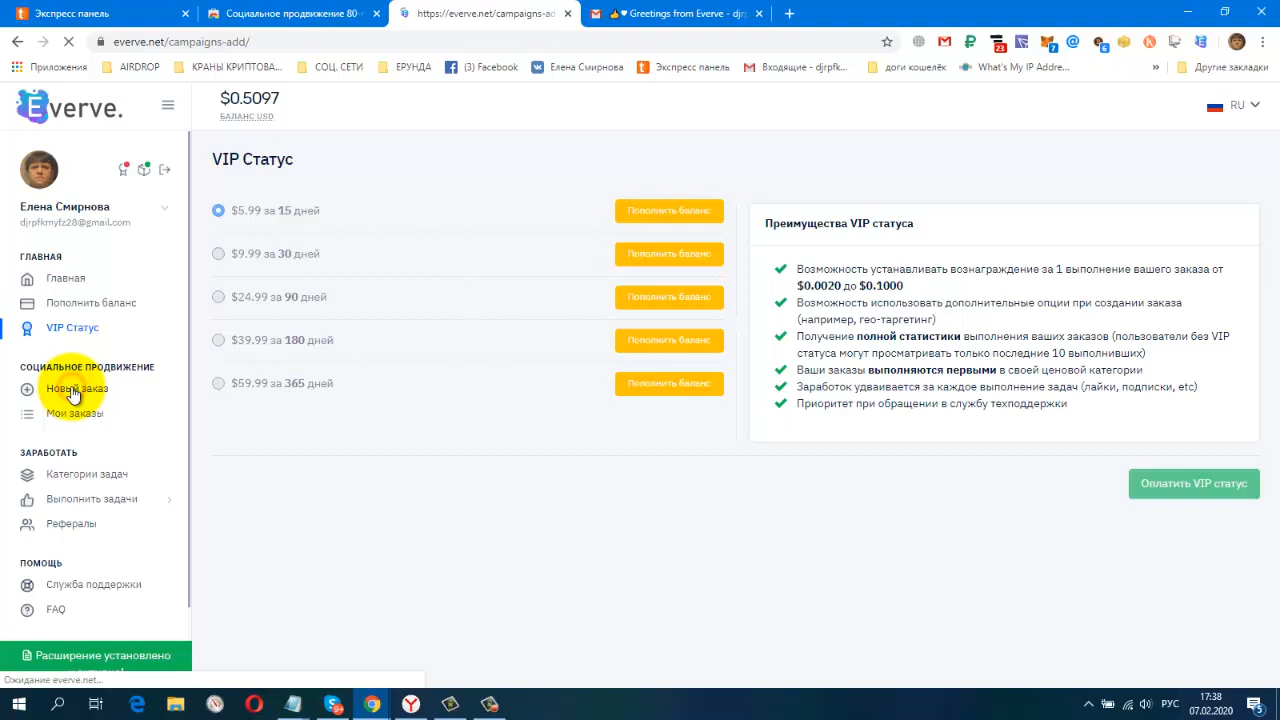 Экспресс панель
Социальное продвижение 80-
https://everve.net/campaigns-ad
Greetings from Everve - djrp
everve.net/campaigns-add/
23
7
6
Приложения
AIRDROP
КРАНЫ КРИПТОВА...
СОЦ. СЕТИ
ЕРУНДА
(3) Facebook
Елена Смирнова
Экспресс панель
Входящие - djrpfk...
доги кошелёк
What's My IP Addre...
»
Другие закладки
Everve.
$0.5097
БАЛАНС.USD
RU
Елена Смирнова
djrpfkmyfz28@gmail.com
ГЛАВНАЯ
Главная
Пополнить баланс
VIP Статус
СОЦИАЛЬНОЕ ПРОДВИЖЕНИЕ
Новый заказ
Мои заказы
ЗАРАБОТАТЬ
Категории задач
Выполнить задачи
Рефералы
ПОМОЩЬ
Служба поддержки
FAQ
Расширение установлено
Ожидание everve.net...
VIP Статус
$5.99 за 15 дней
Пополнить баланс
$9.99 за 30 дней
Пополнить баланс
$24.99 за 90 дней
Пополнить баланс
$39.99 за 180 дней
Пополнить баланс
$59.99 за 365 дней
Пополнить баланс
Преимущества VIP статуса
Возможность устанавливать вознаграждение за 1 выполнение вашего заказа от
$0.0020 до $0.1000
Возможность использовать дополнительные опции при создании заказа
(например, гео-таргетинг)
Получение полной статистики выполнения ваших заказов (пользователи без VIP
статуса могут просматривать только последние 10 выполнивших)
Ваши заказы выполняются первыми в своей ценовой категории
Заработок удваивается за каждое выполнение задач (лайки, подписки, etc)
Приоритет при обращении в службу техподдержки
Оплатить VIP статус
РУС
17:38
07.02.2020
5